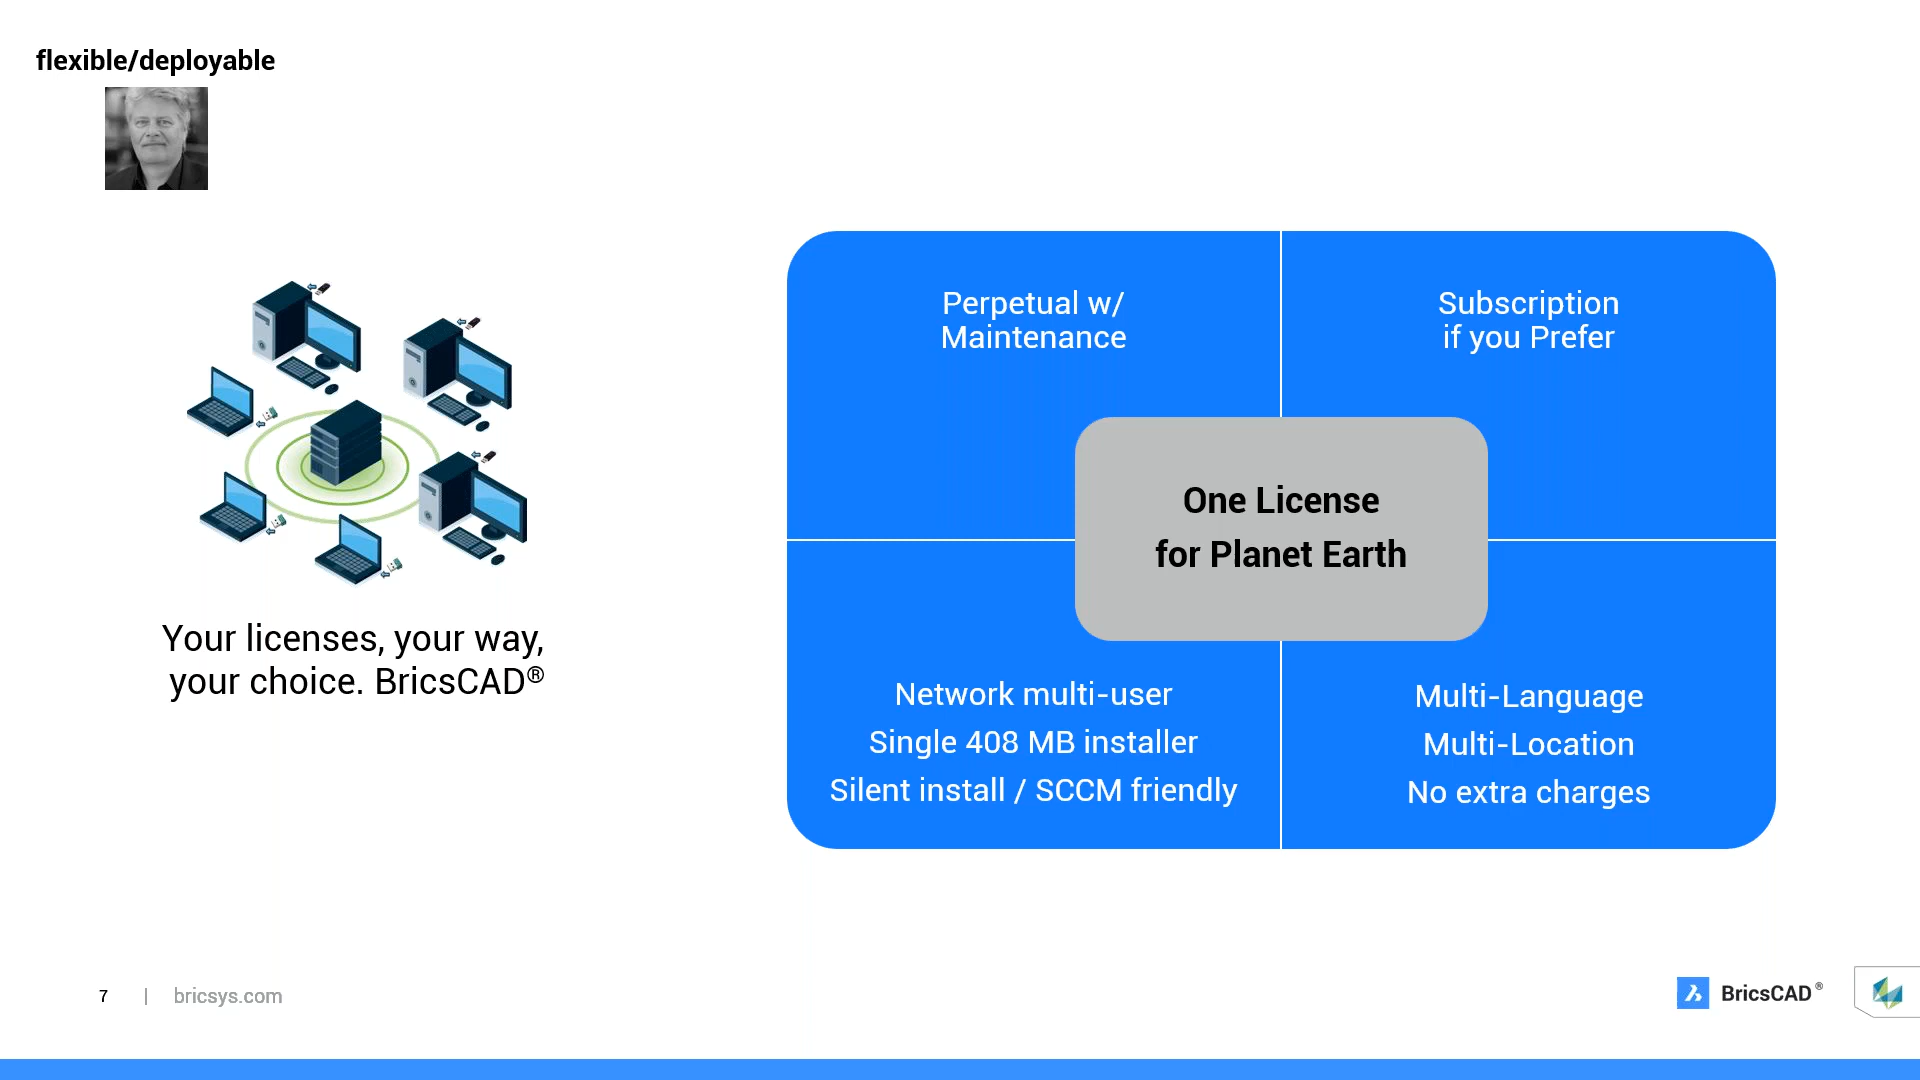 flexible/deployable
Your licenses, your way,
your choice. BricsCAD®
Perpetual w/
Maintenance
Subscription
if you Prefer
One License
for Planet Earth
Network multi-user
Single 408 MB installer
Silent install / SCCM friendly
Multi-Language
Multi-Location
No extra charges
7 | bricsys.com
BricsCAD®